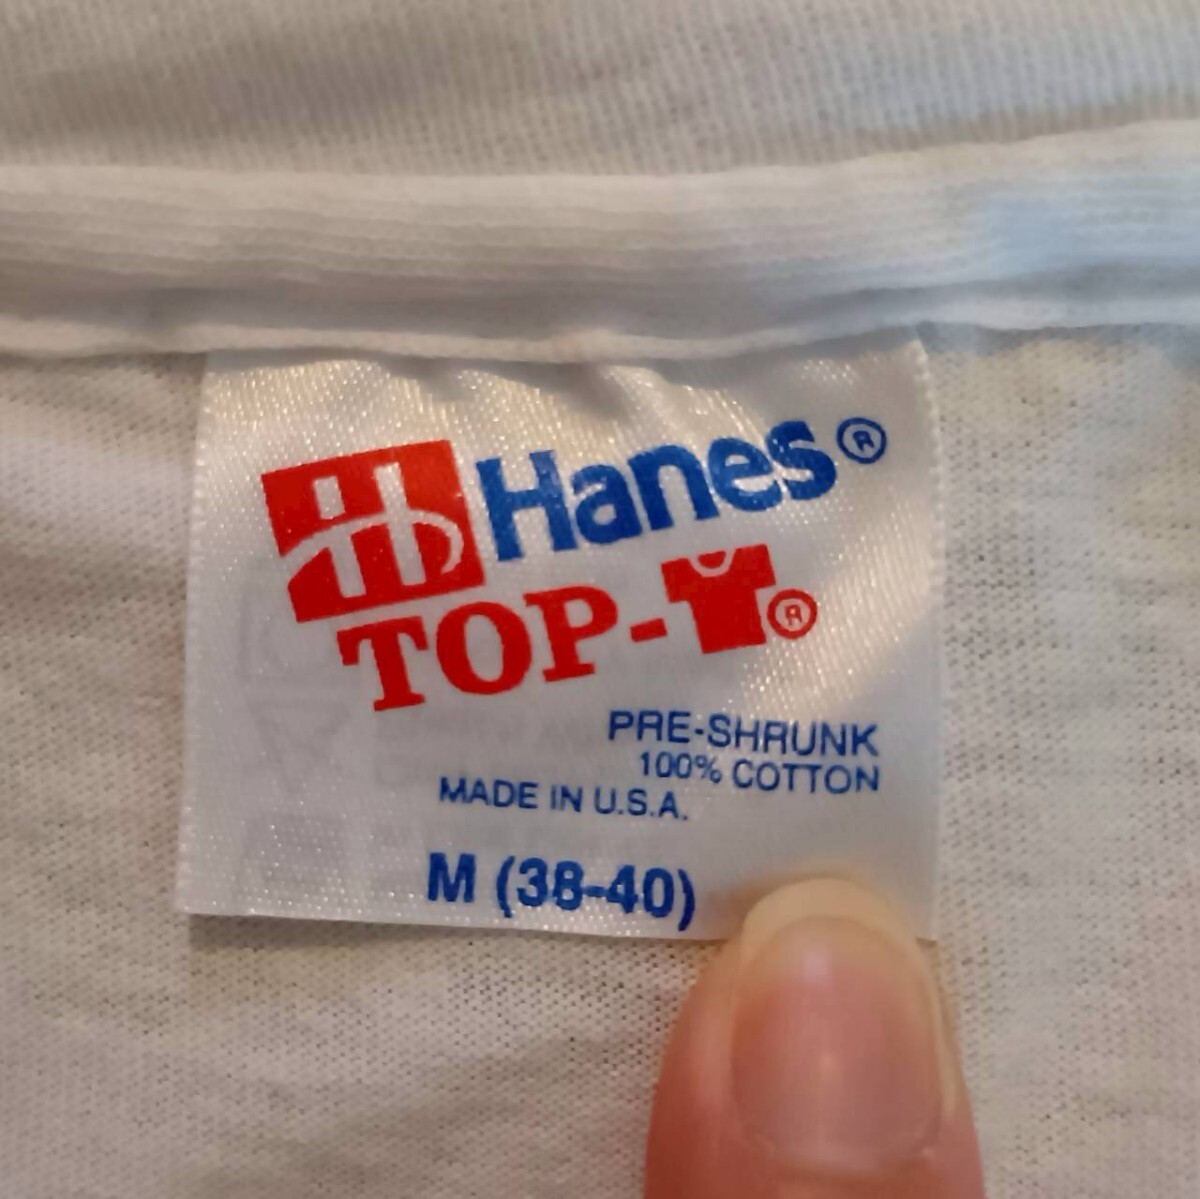 Hanes®
TOP-®
PRE-SHRUNK
100% COTTON
MADE IN U.S.A.
M (38-40)